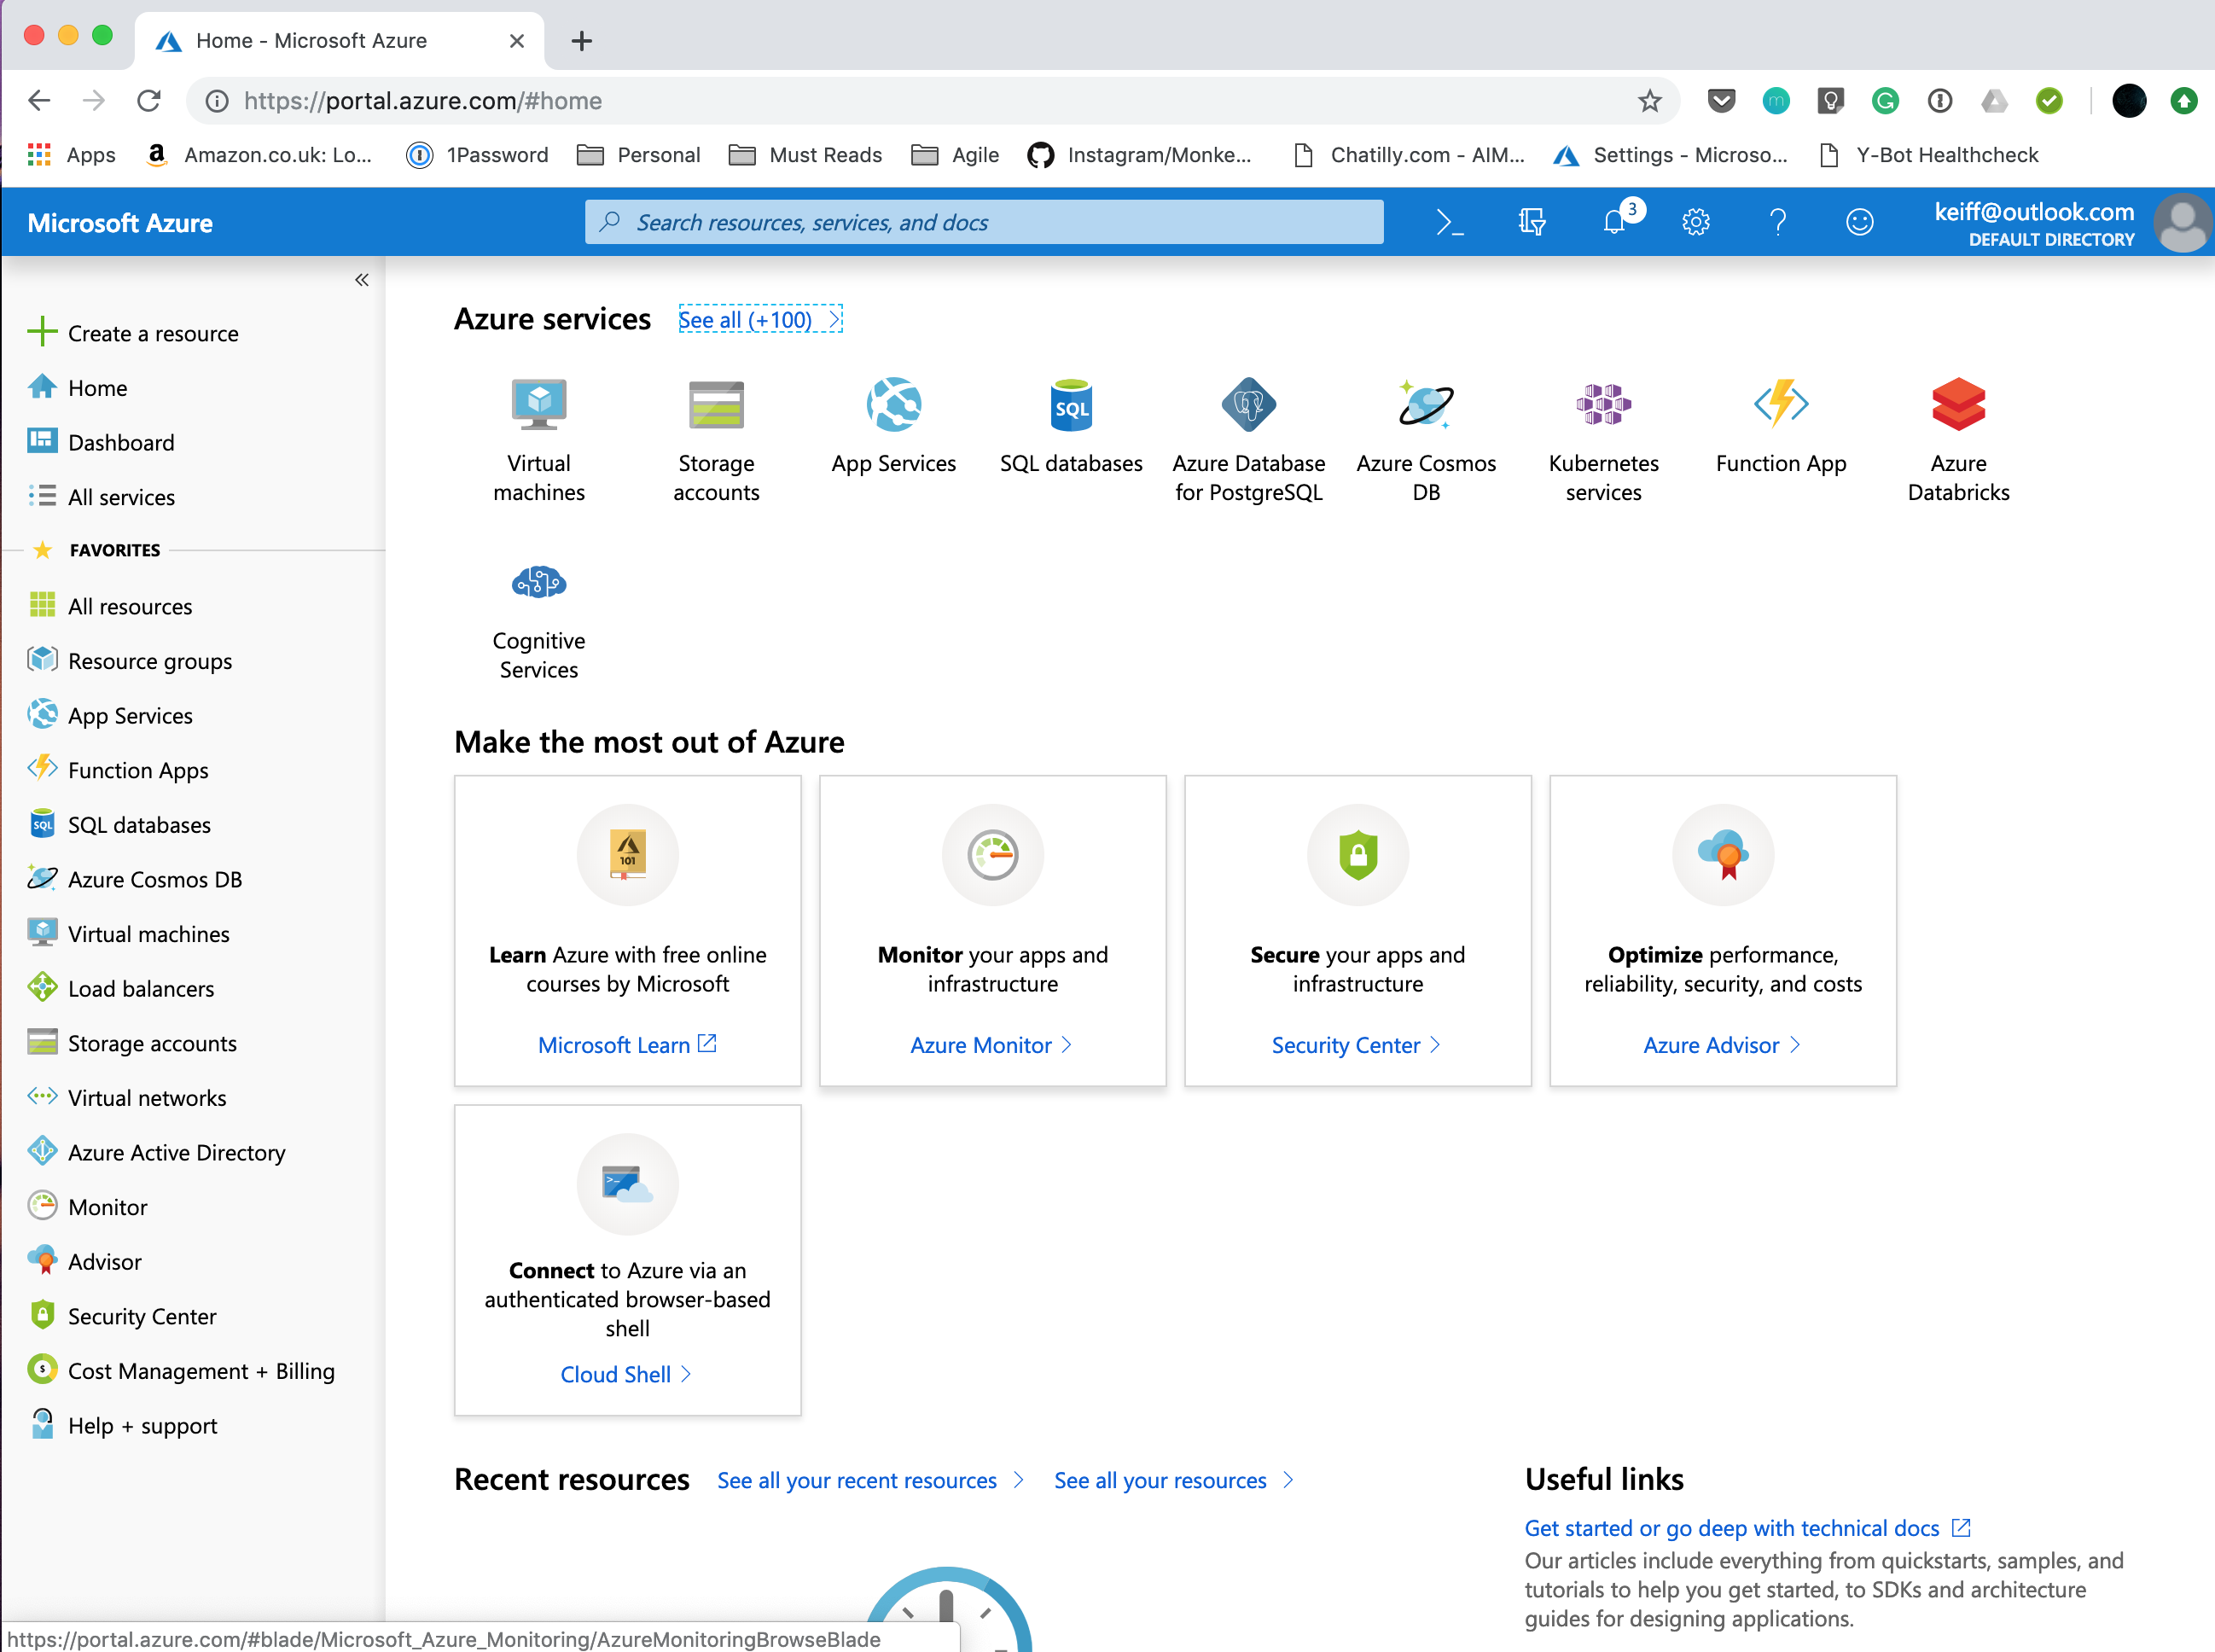 Home - Microsoft Azure
https://portal.azure.com/#home
Apps
Amazon.co.uk: Lo...
1Password
Personal
Must Reads
Agile
Instagram/Monke...
Chatilly.com - AIM...
Settings - Microso...
Y-Bot Healthcheck
Microsoft Azure
Search resources, services, and docs
3
keiff@outlook.com
DEFAULT DIRECTORY
Create a resource
Home
Dashboard
All services
FAVORITES
All resources
Resource groups
App Services
Function Apps
SQL
SQL databases
Azure Cosmos DB
Virtual machines
Load balancers
Storage accounts
Virtual networks
Azure Active Directory
Monitor
Advisor
Security Center
Cost Management + Billing
Help + support
Azure services
See all (+100)
Virtual
machines
Storage
accounts
App Services
SQL
SQL databases
Azure Database
for PostgreSQL
Azure Cosmos
DB
Kubernetes
services
Function App
Azure
Databricks
Cognitive
Services
Make the most out of Azure
101
Learn Azure with free online
courses by Microsoft
Microsoft Learn
Monitor your apps and
infrastructure
Azure Monitor
Secure your apps and
infrastructure
Security Center
Optimize performance,
reliability, security, and costs
Azure Advisor
Connect to Azure via an
authenticated browser-based
shell
Cloud Shell
Recent resources
See all your recent resources
See all your resources
Useful links
Get started or go deep with technical docs
Our articles include everything from quickstarts, samples, and
tutorials to help you get started, to SDKs and architecture
guides for designing applications.
https://portal.azure.com/#blade/Microsoft_Azure_Monitoring/AzureMonitoringBrowseBlade